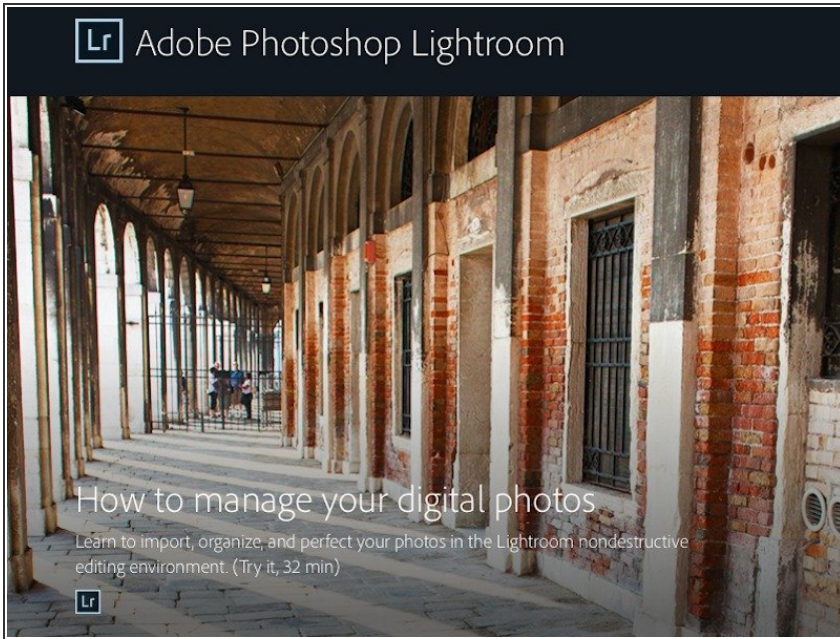 Lr Adobe Photoshop Lightroom
How to manage your digital photos
Learn to import, organize, and perfect your photos in the Lightroom nondestructive
editing environment. (Try it, 32 min)
Lr